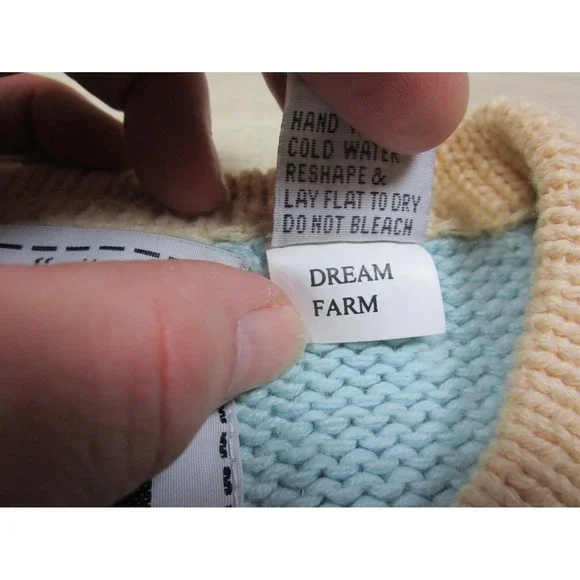 HAND
COLD WATER
RESHAPE &
LAY FLAT TO DRY
DO NOT BLEACH
DREAM
FARM